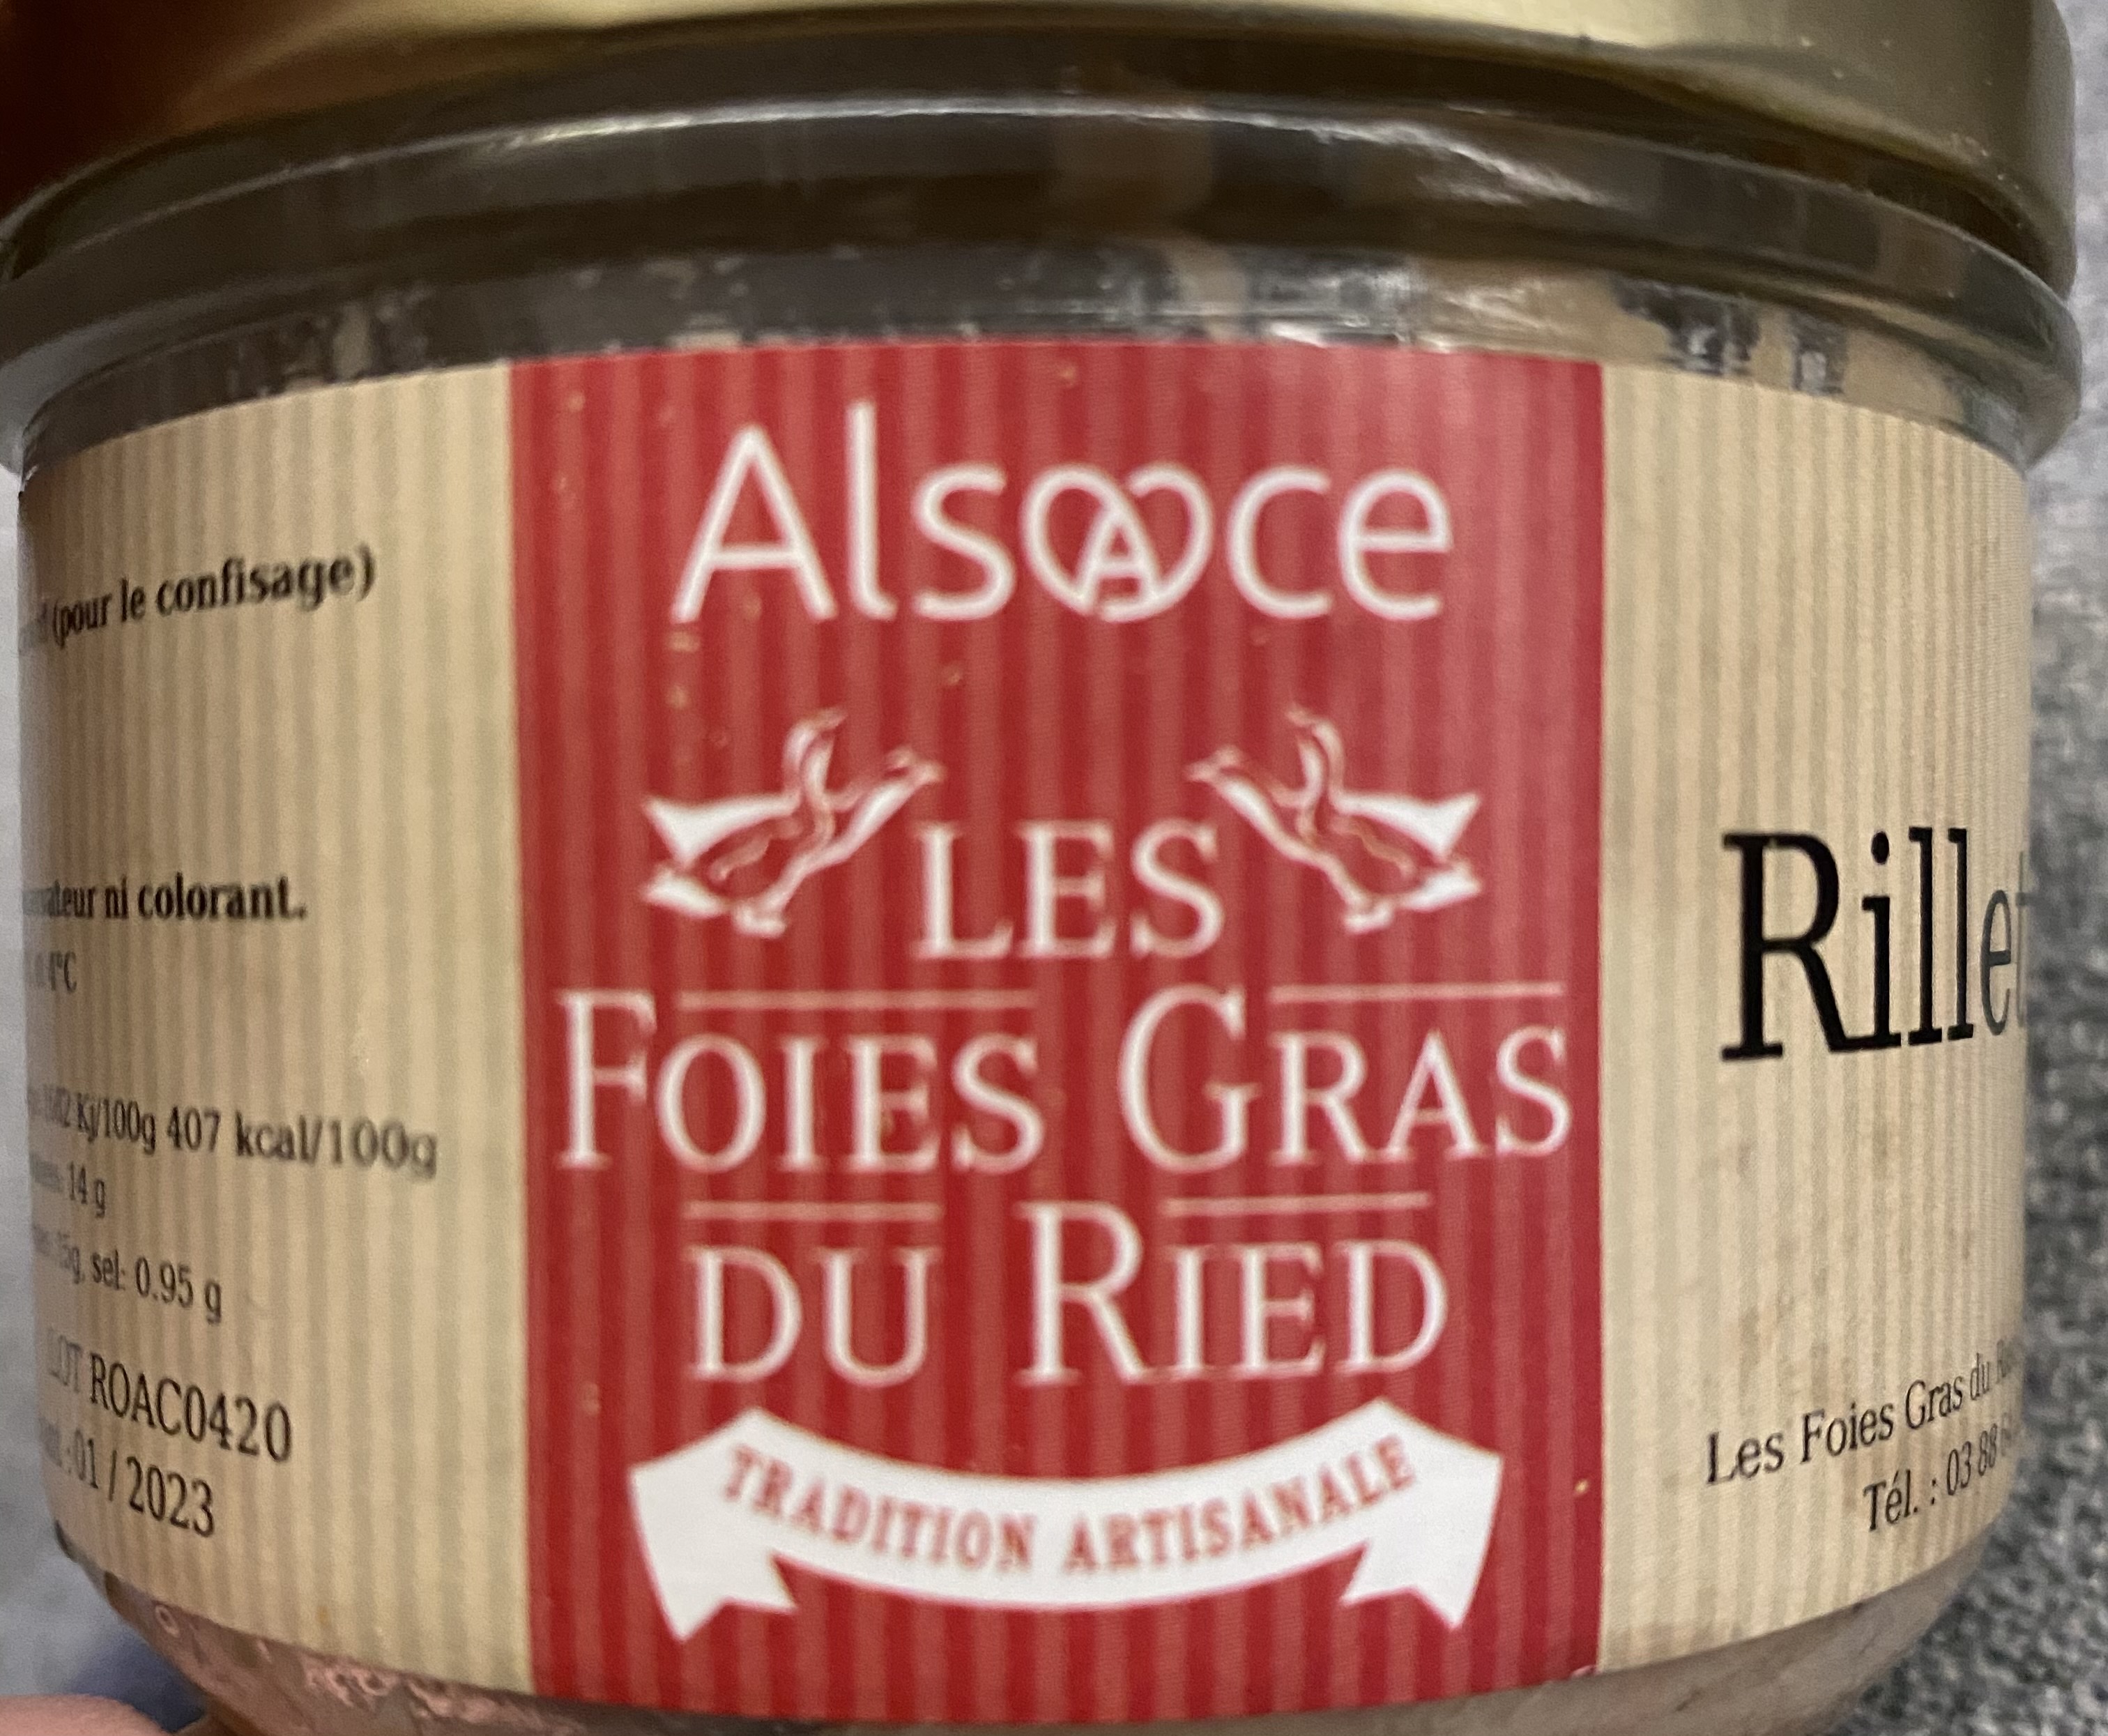 (pour le confisage)
ni colorant.
4°C
Kj/100g 407 kcal/100g
14 g
sel: 0.95 g
LOT ROAC0420
01 / 2023
Alsace
LES
FOIES GRAS
DU RIED
TRADITION ARTISANALE
Rillet
Les Foies Gras du
Tél. : 03 88